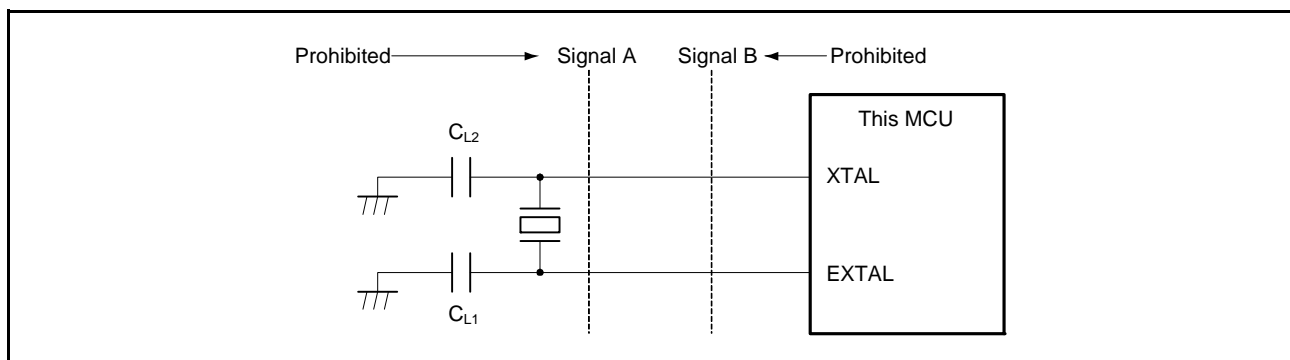 Prohibited Signal A Signal B Prohibited
This MCU
CL2
XTAL
EXTAL
CL1